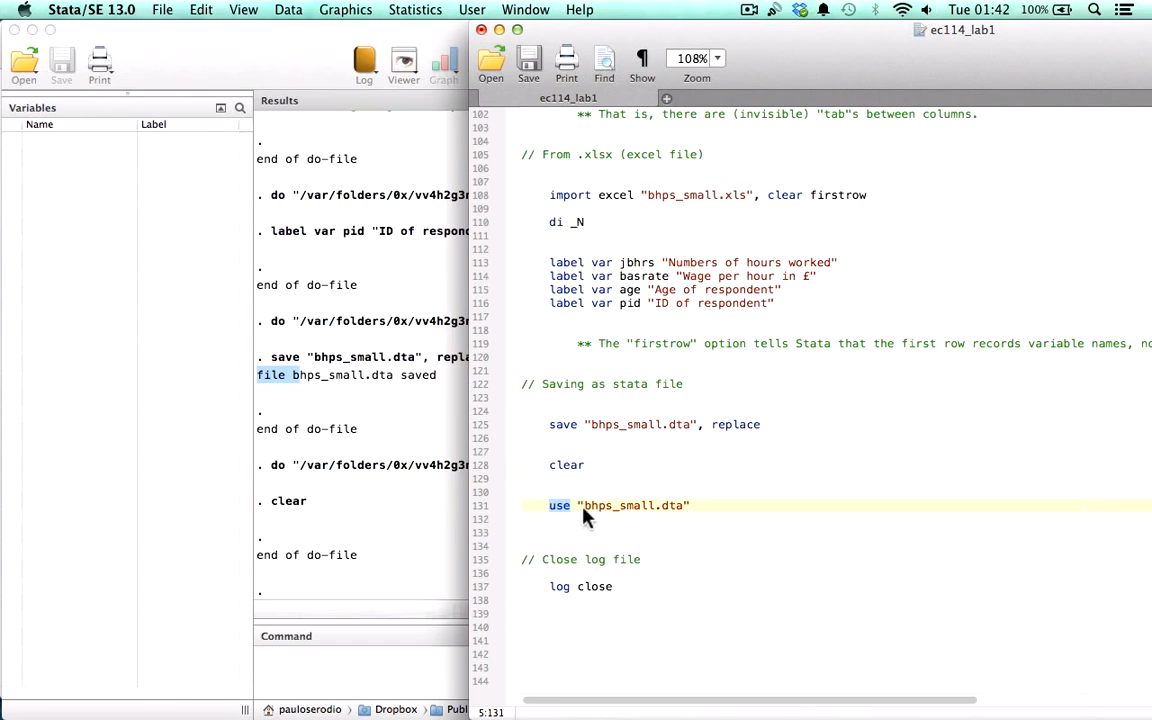 Stata/SE 13.0 File Edit View Data Graphics Statistics User Window Help Tue 01:42 100%
ec114_lab1
Open Save Print Log Viewer Graph
Open Save Print Find Show 108% Zoom
Variables
Name Label
Results
.
end of do-file
. do "/var/folders/0x/vv4h2g3
. label var pid "ID of respon
.
end of do-file
. do "/var/folders/0x/vv4h2g3
. save "bhps_small.dta", repl
file bhps_small.dta saved
.
end of do-file
. do "/var/folders/0x/vv4h2g3
. clear
.
end of do-file
.
Command
pauloserodio Dropbox Publ
ec114_lab1
102 ** That is, there are (invisible) "tab"s between columns.
103
104
105 // From .xlsx (excel file)
106
107
108 import excel "bhps_small.xls", clear firstrow
109
110 di _N
111
112
113 label var jbhrs "Numbers of hours worked"
114 label var basrate "Wage per hour in £"
115 label var age "Age of respondent"
116 label var pid "ID of respondent"
117
118
119 ** The "firstrow" option tells Stata that the first row records variable names, no
120
121
122 // Saving as stata file
123
124
125 save "bhps_small.dta", replace
126
127
128 clear
129
130
131 use "bhps_small.dta"
132
133
134
135 // Close log file
136
137 log close
138
139
140
141
142
143
144
5:131